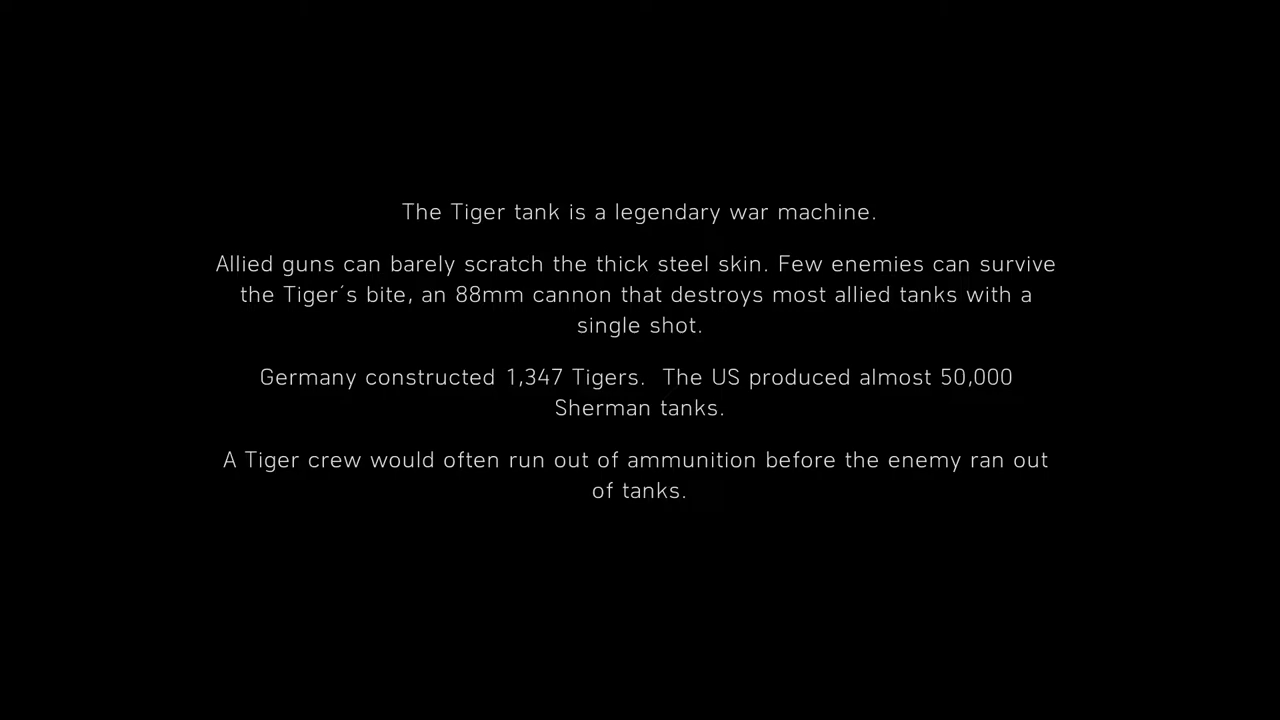 The Tiger tank is a legendary war machine.
Allied guns can barely scratch the thick steel skin. Few enemies can survive
the Tiger´s bite, an 88mm cannon that destroys most allied tanks with a
single shot.
Germany constructed 1,347 Tigers.  The US produced almost 50,000
Sherman tanks.
A Tiger crew would often run out of ammunition before the enemy ran out
of tanks.